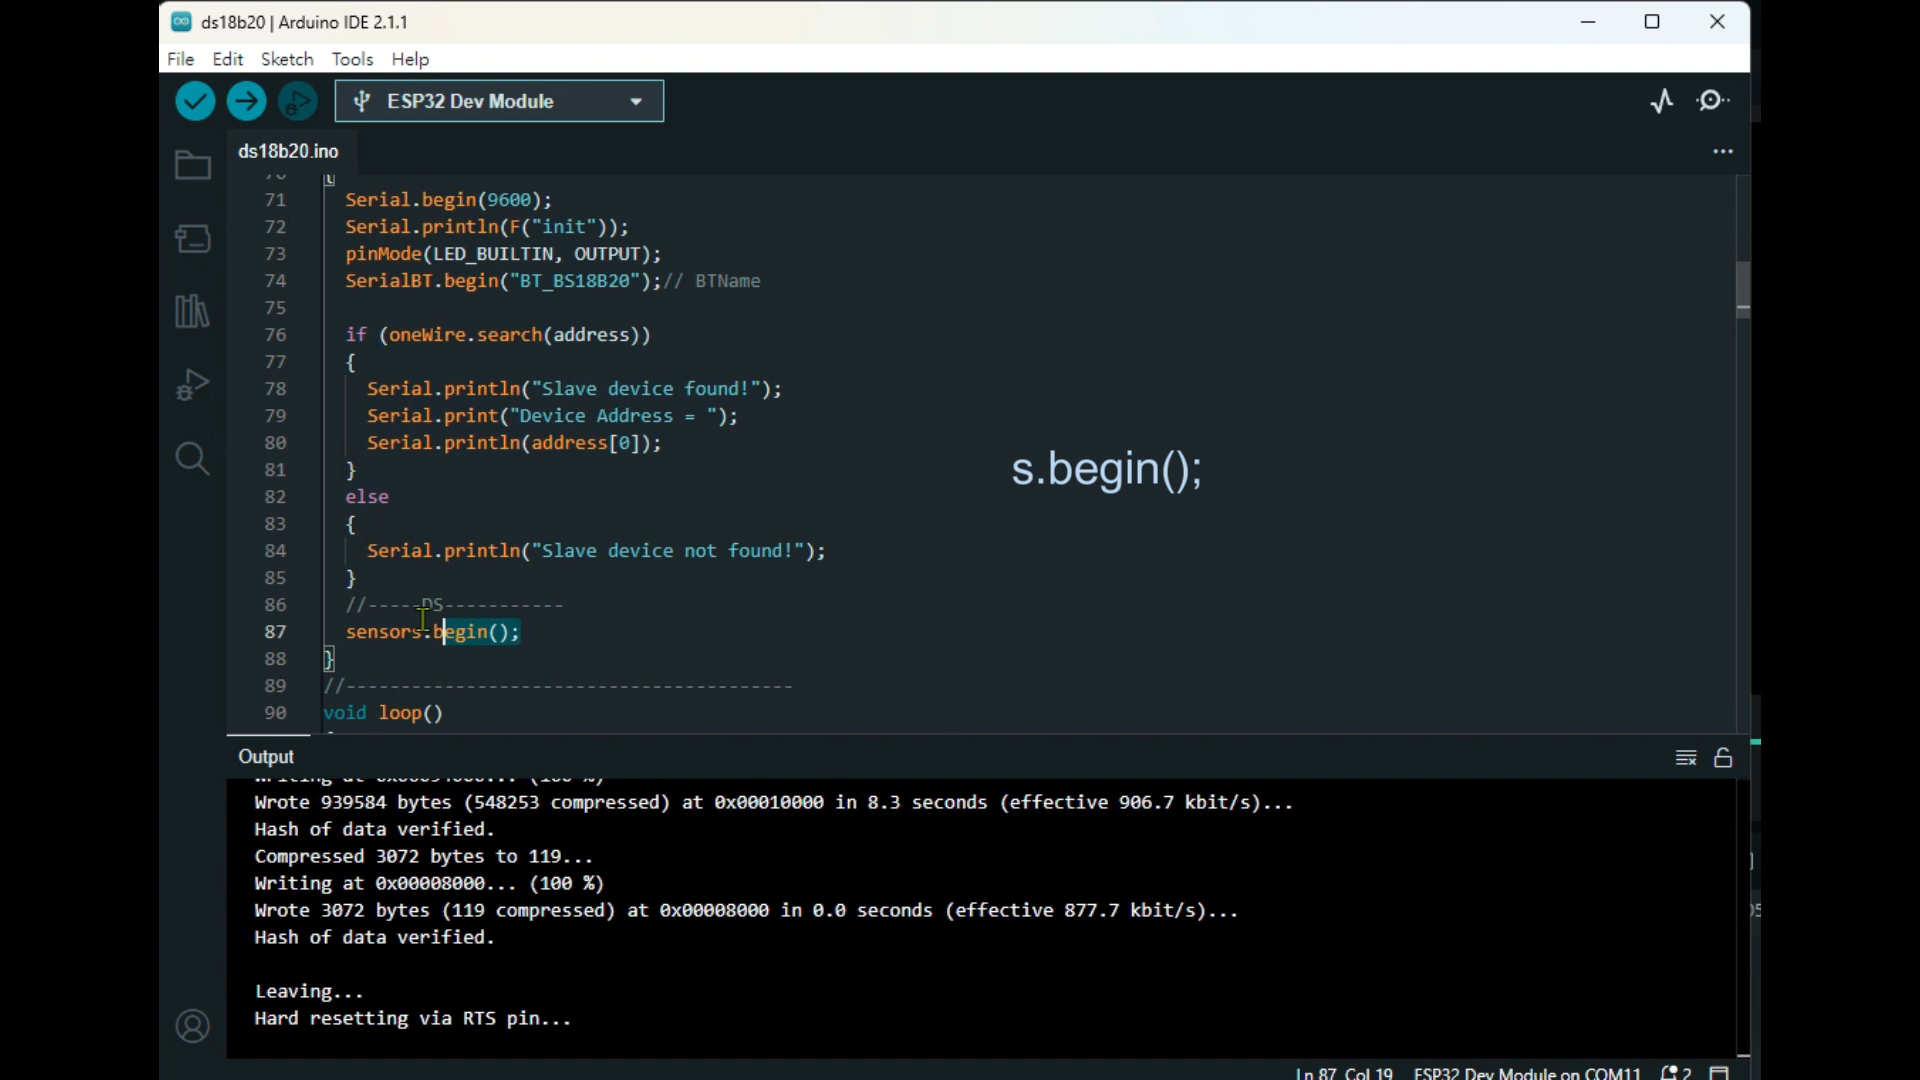 ds18b20 | Arduino IDE 2.1.1
File Edit Sketch Tools Help
ESP32 Dev Module
ds18b20.ino
70 {
71 Serial.begin(9600);
72 Serial.println(F("init"));
73 pinMode(LED_BUILTIN, OUTPUT);
74 SerialBT.begin("BT_BS18B20");// BTName
75
76 if (oneWire.search(address))
77 {
78 Serial.println("Slave device found!");
79 Serial.print("Device Address = ");
80 Serial.println(address[0]);
81 }
82 else
83 {
84 Serial.println("Slave device not found!");
85 }
86 //-----DS-----------
87 sensors.begin();
88 }
89 //-----------------------------------------
90 void loop()
s.begin();
Output
Wrote 939584 bytes (548253 compressed) at 0x00010000 in 8.3 seconds (effective 906.7 kbit/s)...
Hash of data verified.
Compressed 3072 bytes to 119...
Writing at 0x00008000... (100 %)
Wrote 3072 bytes (119 compressed) at 0x00008000 in 0.0 seconds (effective 877.7 kbit/s)...
Hash of data verified.
Leaving...
Hard resetting via RTS pin...
Ln 87, Col 19 ESP32 Dev Module on COM11 2